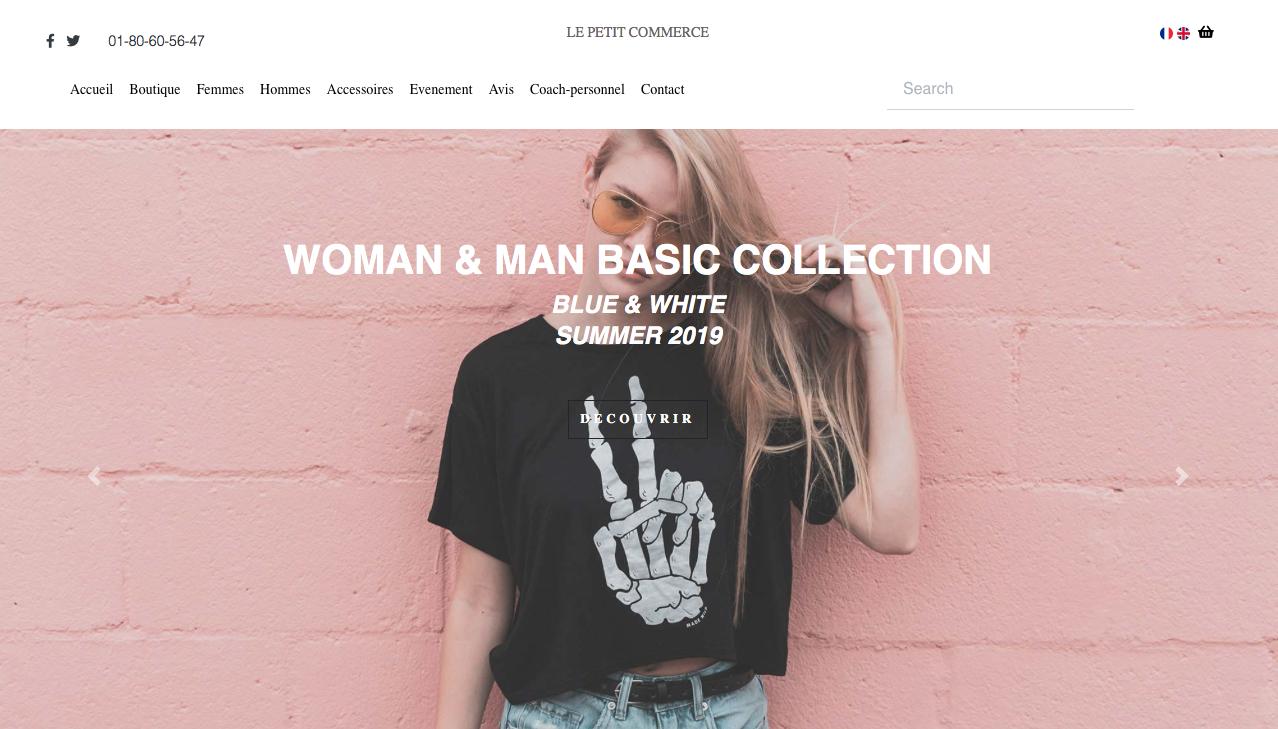 LE PETIT COMMERCE
01-80-60-56-47
Accueil Boutique Femmes Hommes Accessoires Evenement Avis Coach-personnel Contact
Search
WOMAN & MAN BASIC COLLECTION
BLUE & WHITE
SUMMER 2019
DECOUVRIR